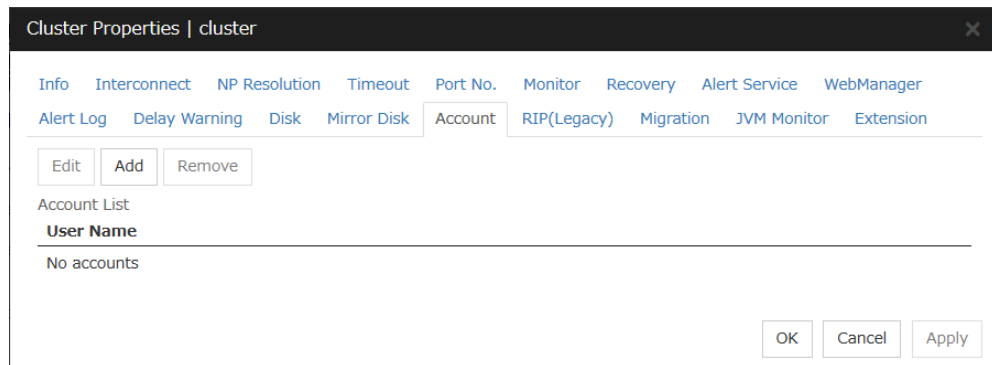 Cluster Properties | cluster
Info Interconnect NP Resolution Timeout Port No. Monitor Recovery Alert Service WebManager
Alert Log Delay Warning Disk Mirror Disk Account RIP(Legacy) Migration JVM Monitor Extension
Edit Add Remove
Account List
User Name
No accounts
OK Cancel Apply